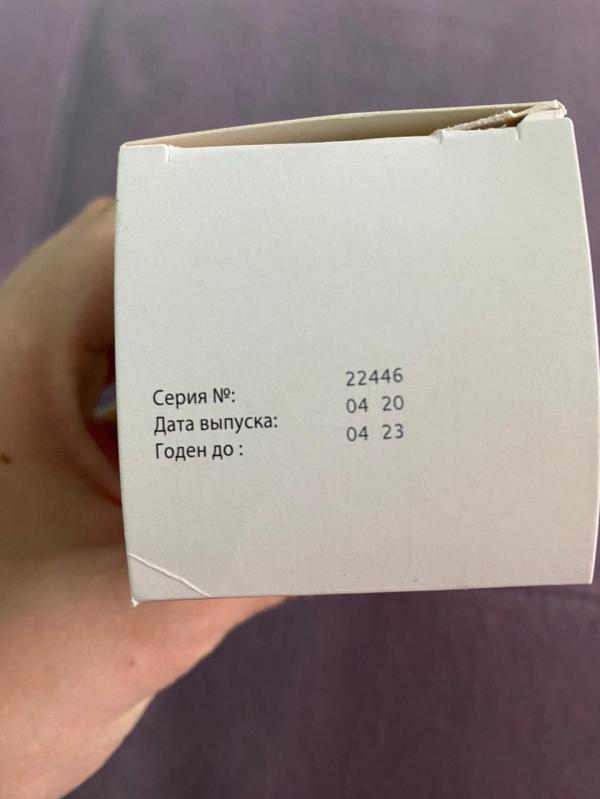 Серия №: 22446
Дата выпуска: 04 20
Годен до : 04 23